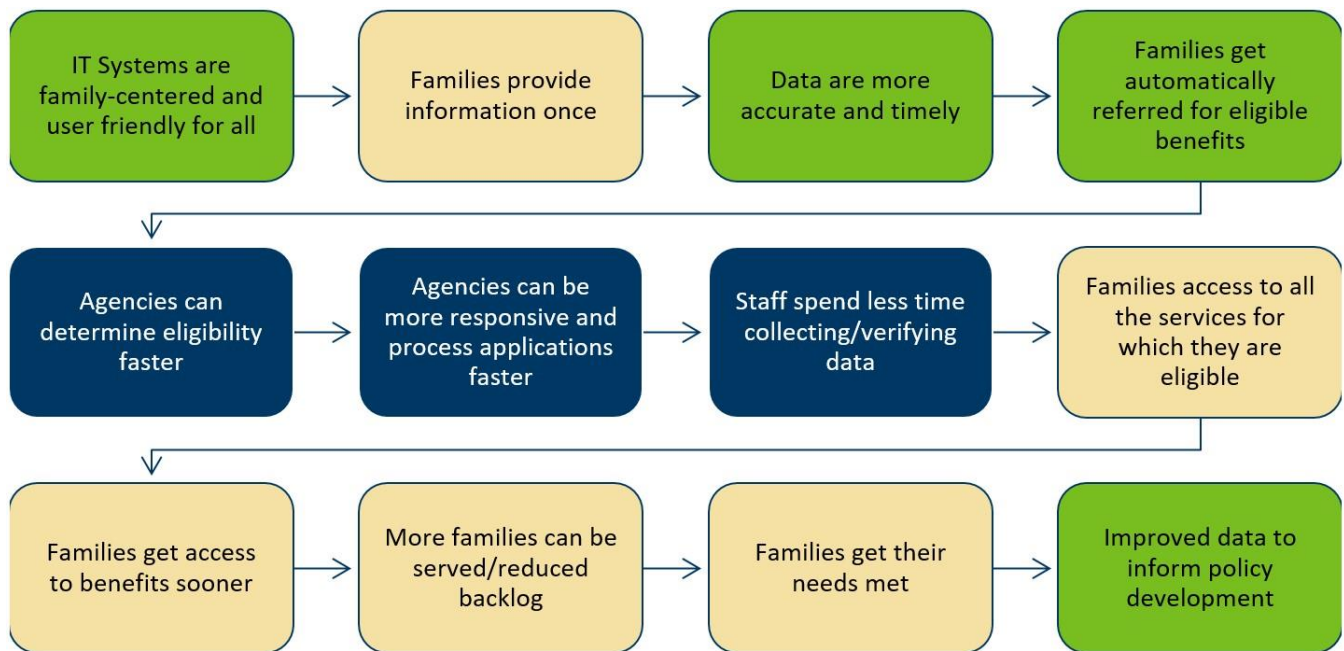 IT Systems are
family-centered and
user friendly for all
Families provide
information once
Data are more
accurate and timely
Families get
automatically
referred for eligible
benefits
Agencies can
determine eligibility
faster
Agencies can be
more responsive and
process applications
faster
Staff spend less time
collecting/verifying
data
Families access to all
the services for
which they are
eligible
Families get access
to benefits sooner
More families can be
served/reduced
backlog
Families get their
needs met
Improved data to
inform policy
development